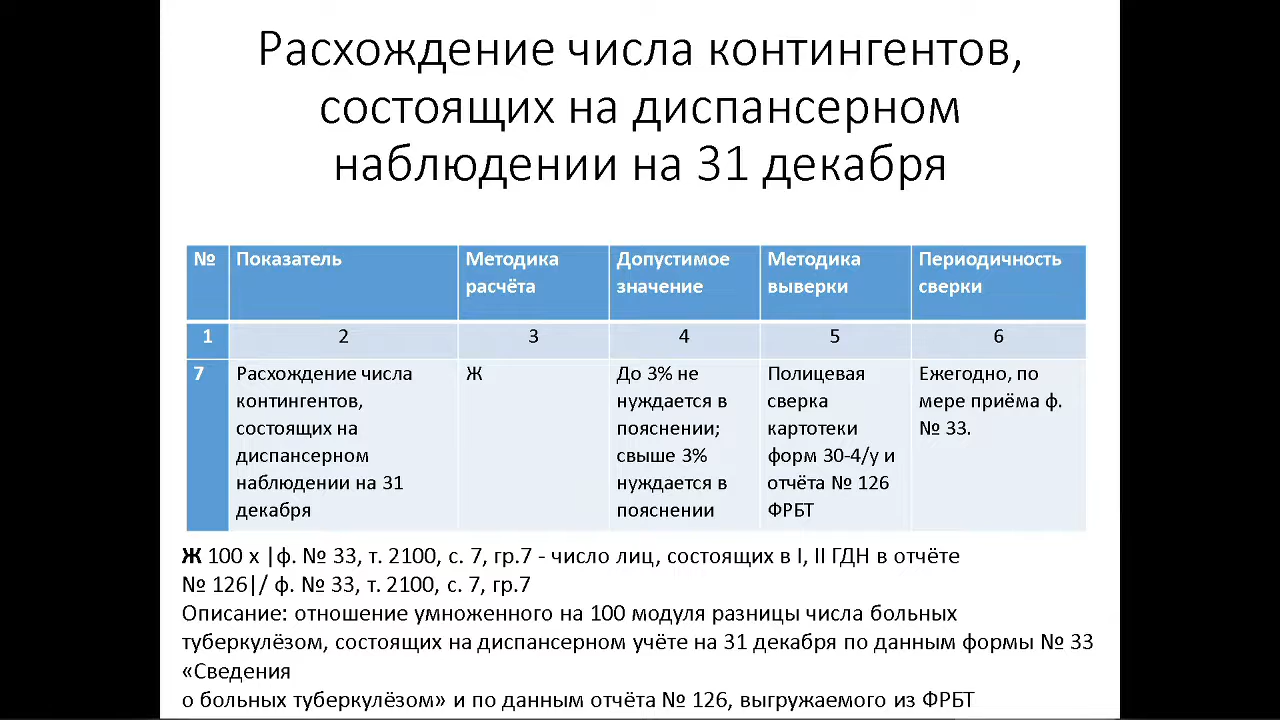 Расхождение числа контингентов,
состоящих на диспансерном
наблюдении на 31 декабря
№ Показатель Методика расчёта Допустимое значение Методика выверки Периодичность сверки
1 2 3 4 5 6
7 Расхождение числа Ж До 3% не Полицевая Ежегодно, по
контингентов, нуждается в сверка мере приёма ф.
состоящих на пояснении; картотеки № 33.
диспансерном свыше 3% форм 30-4/у и
наблюдении на 31 нуждается в отчёта № 126
декабря пояснении ФРБТ
Ж 100 х |ф. № 33, т. 2100, с. 7, гр.7 - число лиц, состоящих в I, II ГДН в отчёте
№ 126|/ ф. № 33, т. 2100, с. 7, гр.7
Описание: отношение умноженного на 100 модуля разницы числа больных
туберкулёзом, состоящих на диспансерном учёте на 31 декабря по данным формы № 33
«Сведения
о больных туберкулёзом» и по данным отчёта № 126, выгружаемого из ФРБТ